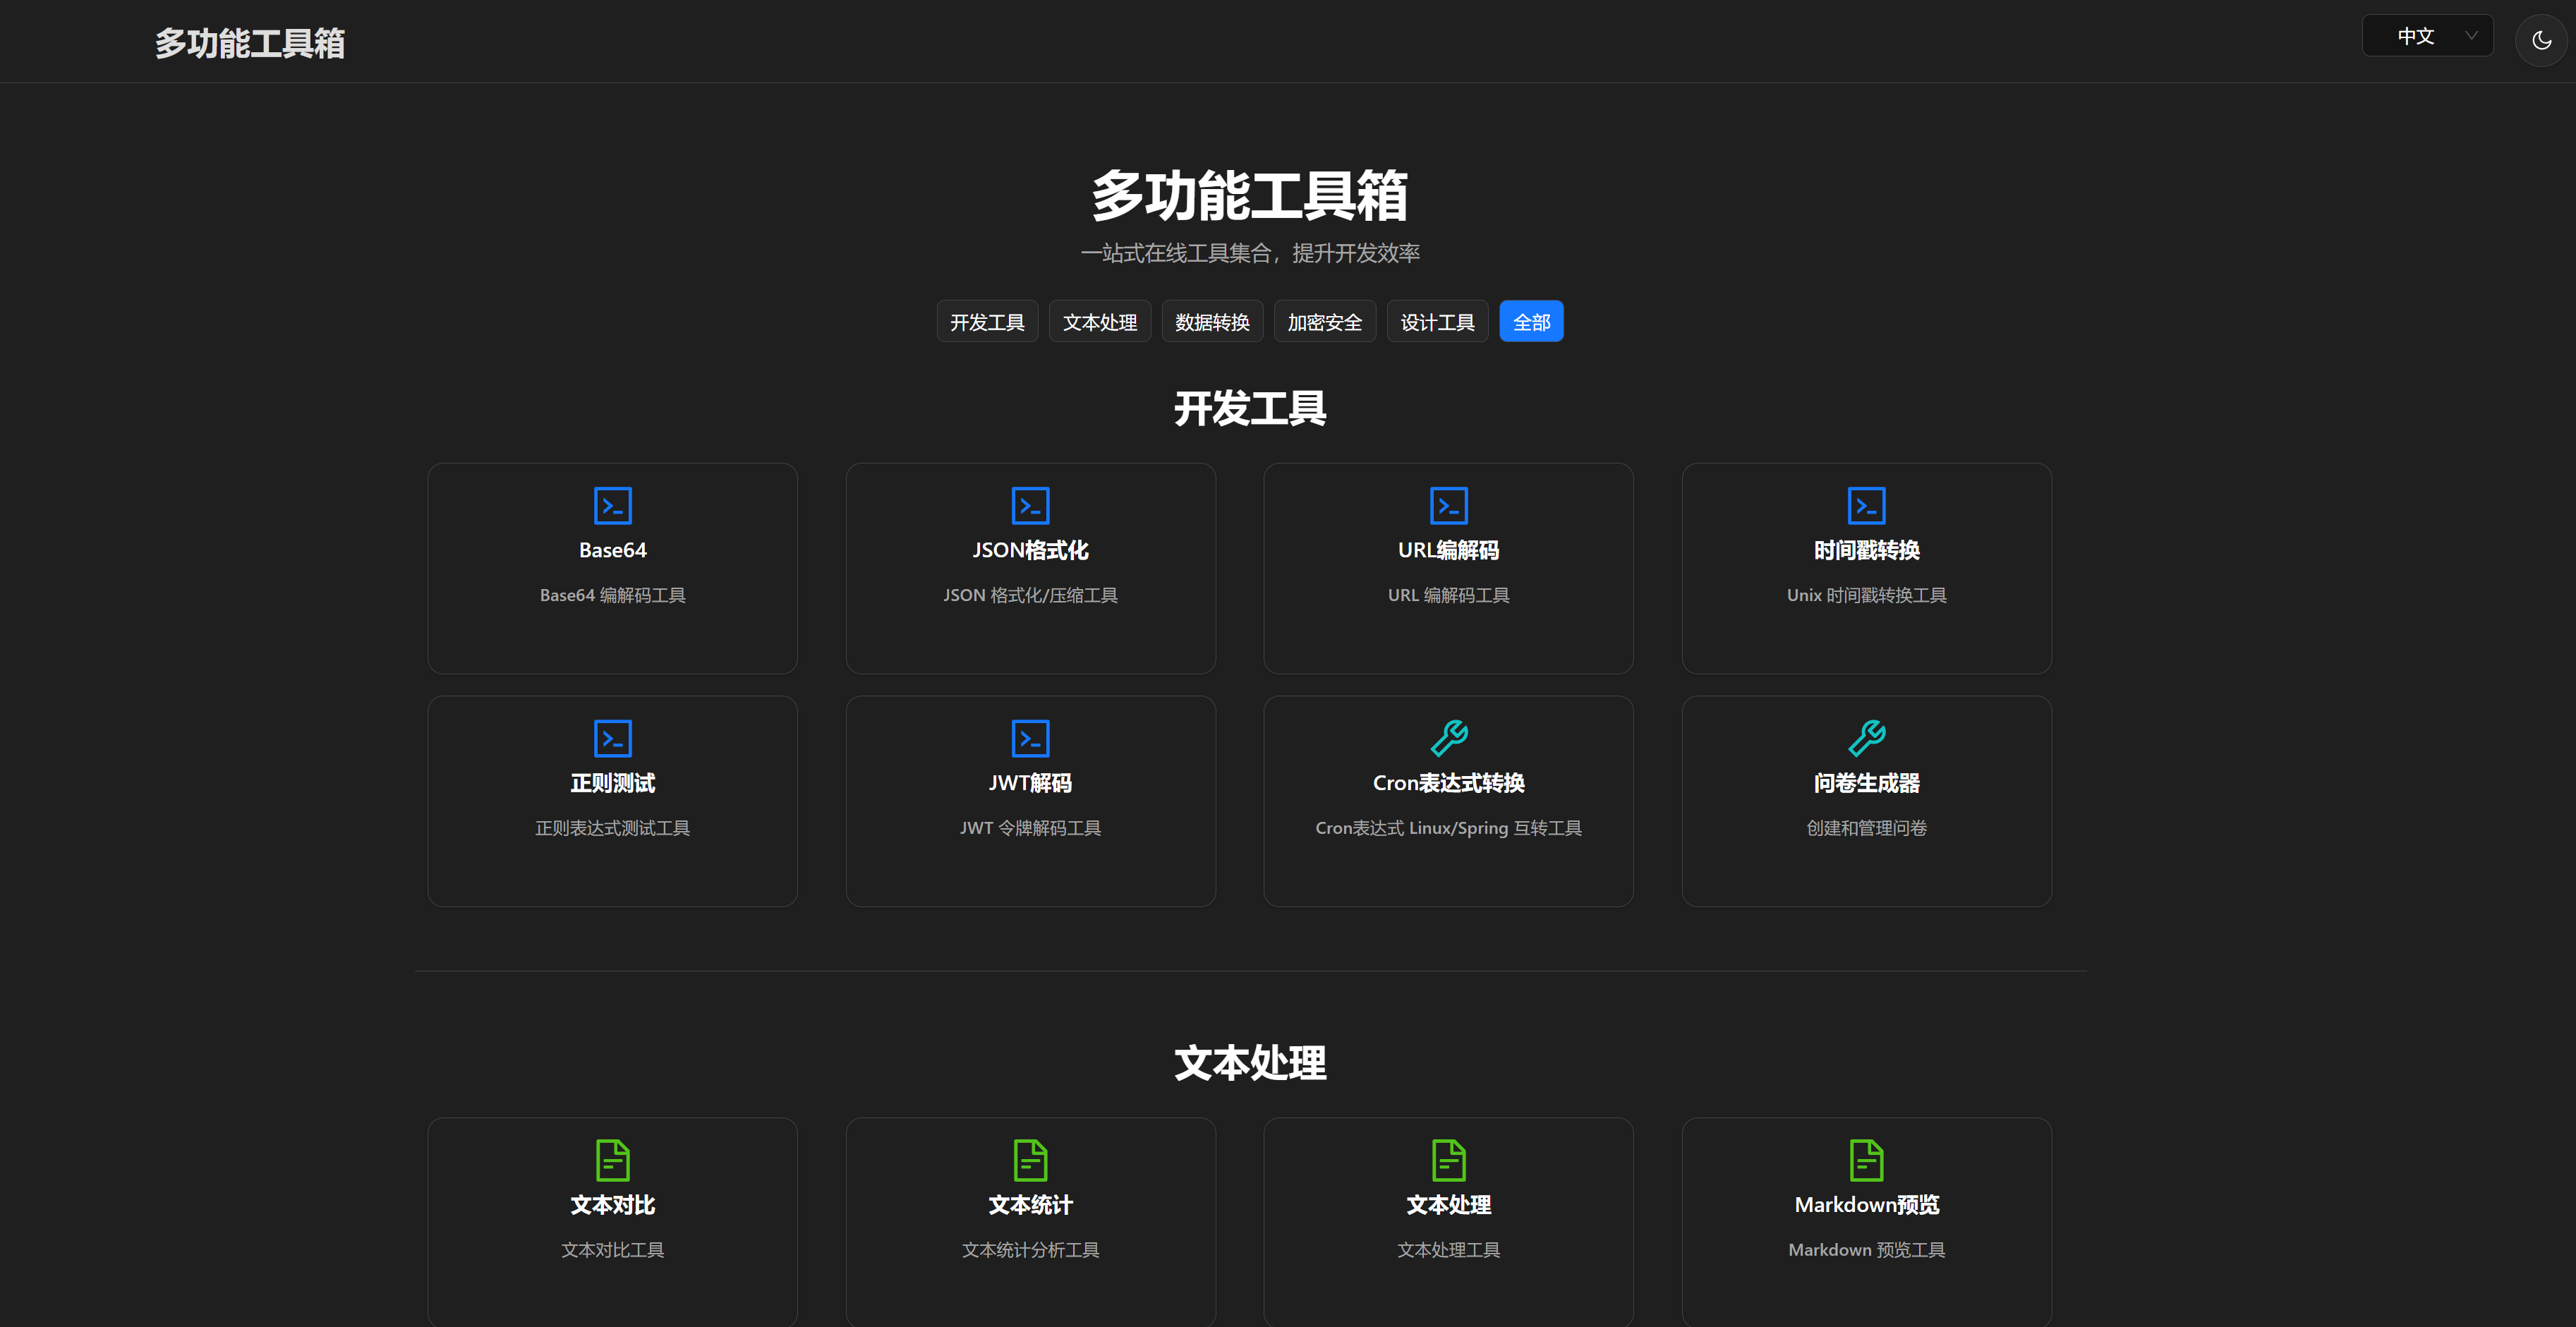 多功能工具箱
中文
多功能工具箱
一站式在线工具集合，提升开发效率
开发工具 文本处理 数据转换 加密安全 设计工具 全部
开发工具
Base64 JSON格式化 URL编解码 时间戳转换
Base64 编解码工具 JSON 格式化/压缩工具 URL 编解码工具 Unix 时间戳转换工具
正则测试 JWT解码 Cron表达式转换 问卷生成器
正则表达式测试工具 JWT 令牌解码工具 Cron表达式 Linux/Spring 互转工具 创建和管理问卷
文本处理
文本对比 文本统计 文本处理 Markdown预览
文本对比工具 文本统计分析工具 文本处理工具 Markdown 预览工具